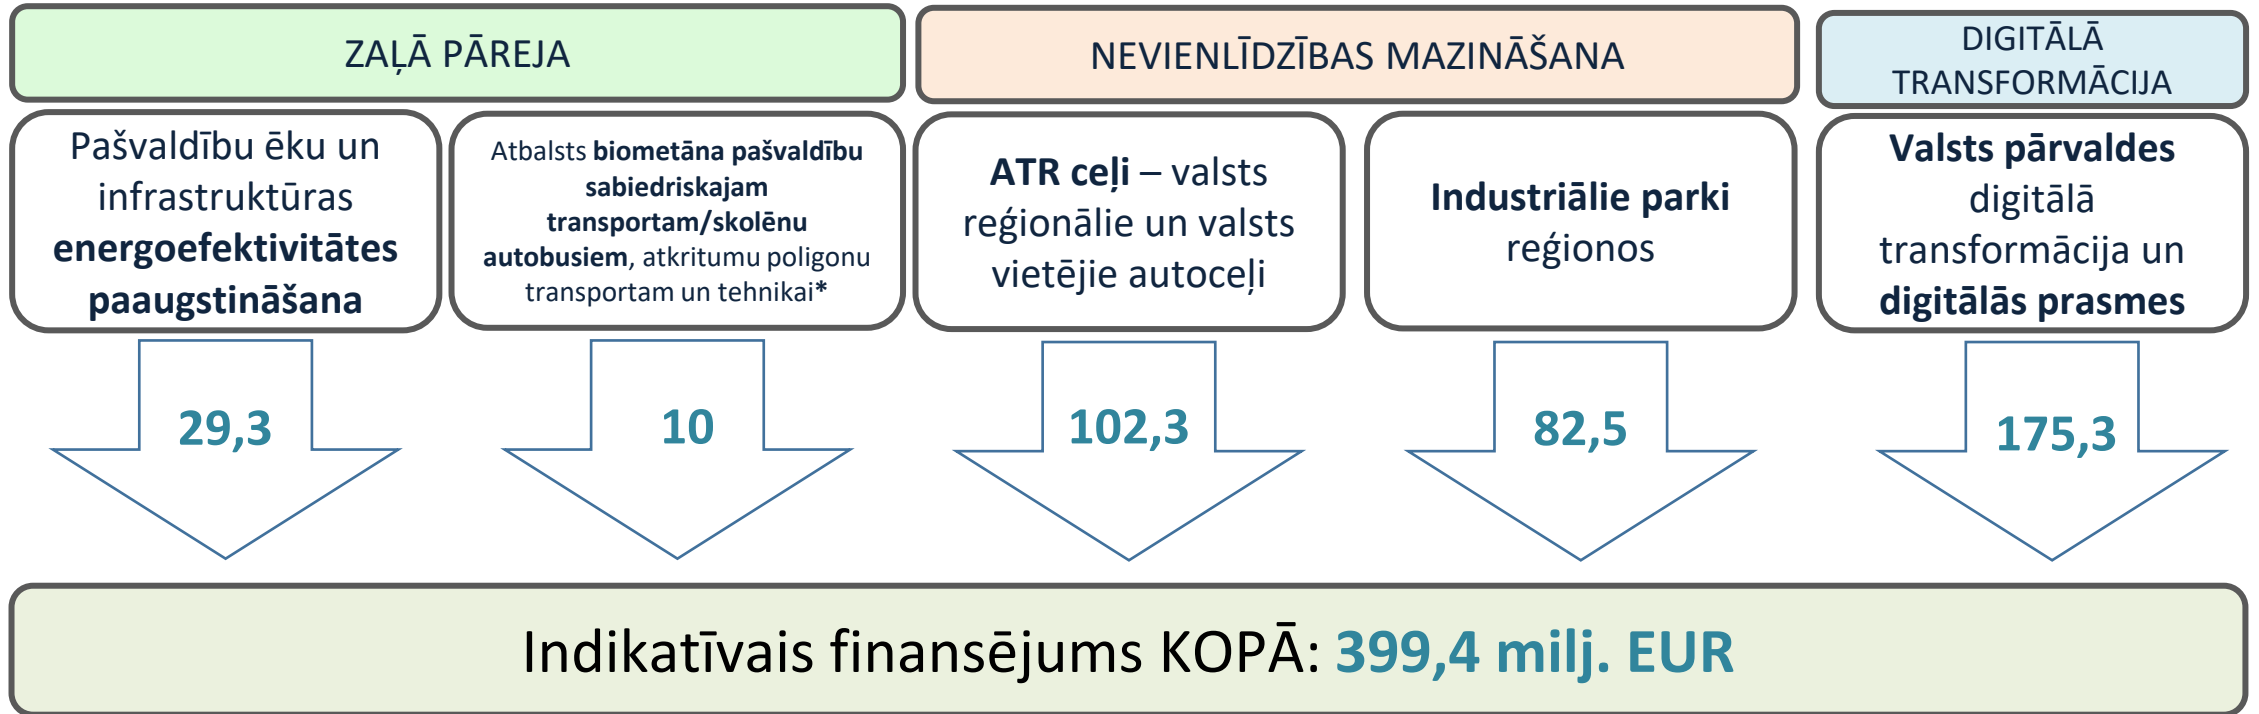 ZAĻĀ PĀREJA
NEVIENLĪDZĪBAS MAZINĀŠANA
DIGITĀLĀ
TRANSFORMĀCIJA
Pašvaldību ēku un
infrastruktūras
energoefektivitātes
paaugstināšana
Atbalsts biometāna pašvaldību
sabiedriskajam
transportam/skolēnu
autobusiem, atkritumu poligonu
transportam un tehnikai*
ATR ceļi – valsts
reģionālie un valsts
vietējie autoceļi
Industriālie parki
reģionos
Valsts pārvaldes
digitālā
transformācija un
digitālās prasmes
29,3
10
102,3
82,5
175,3
Indikatīvais finansējums KOPĀ: 399,4 milj. EUR